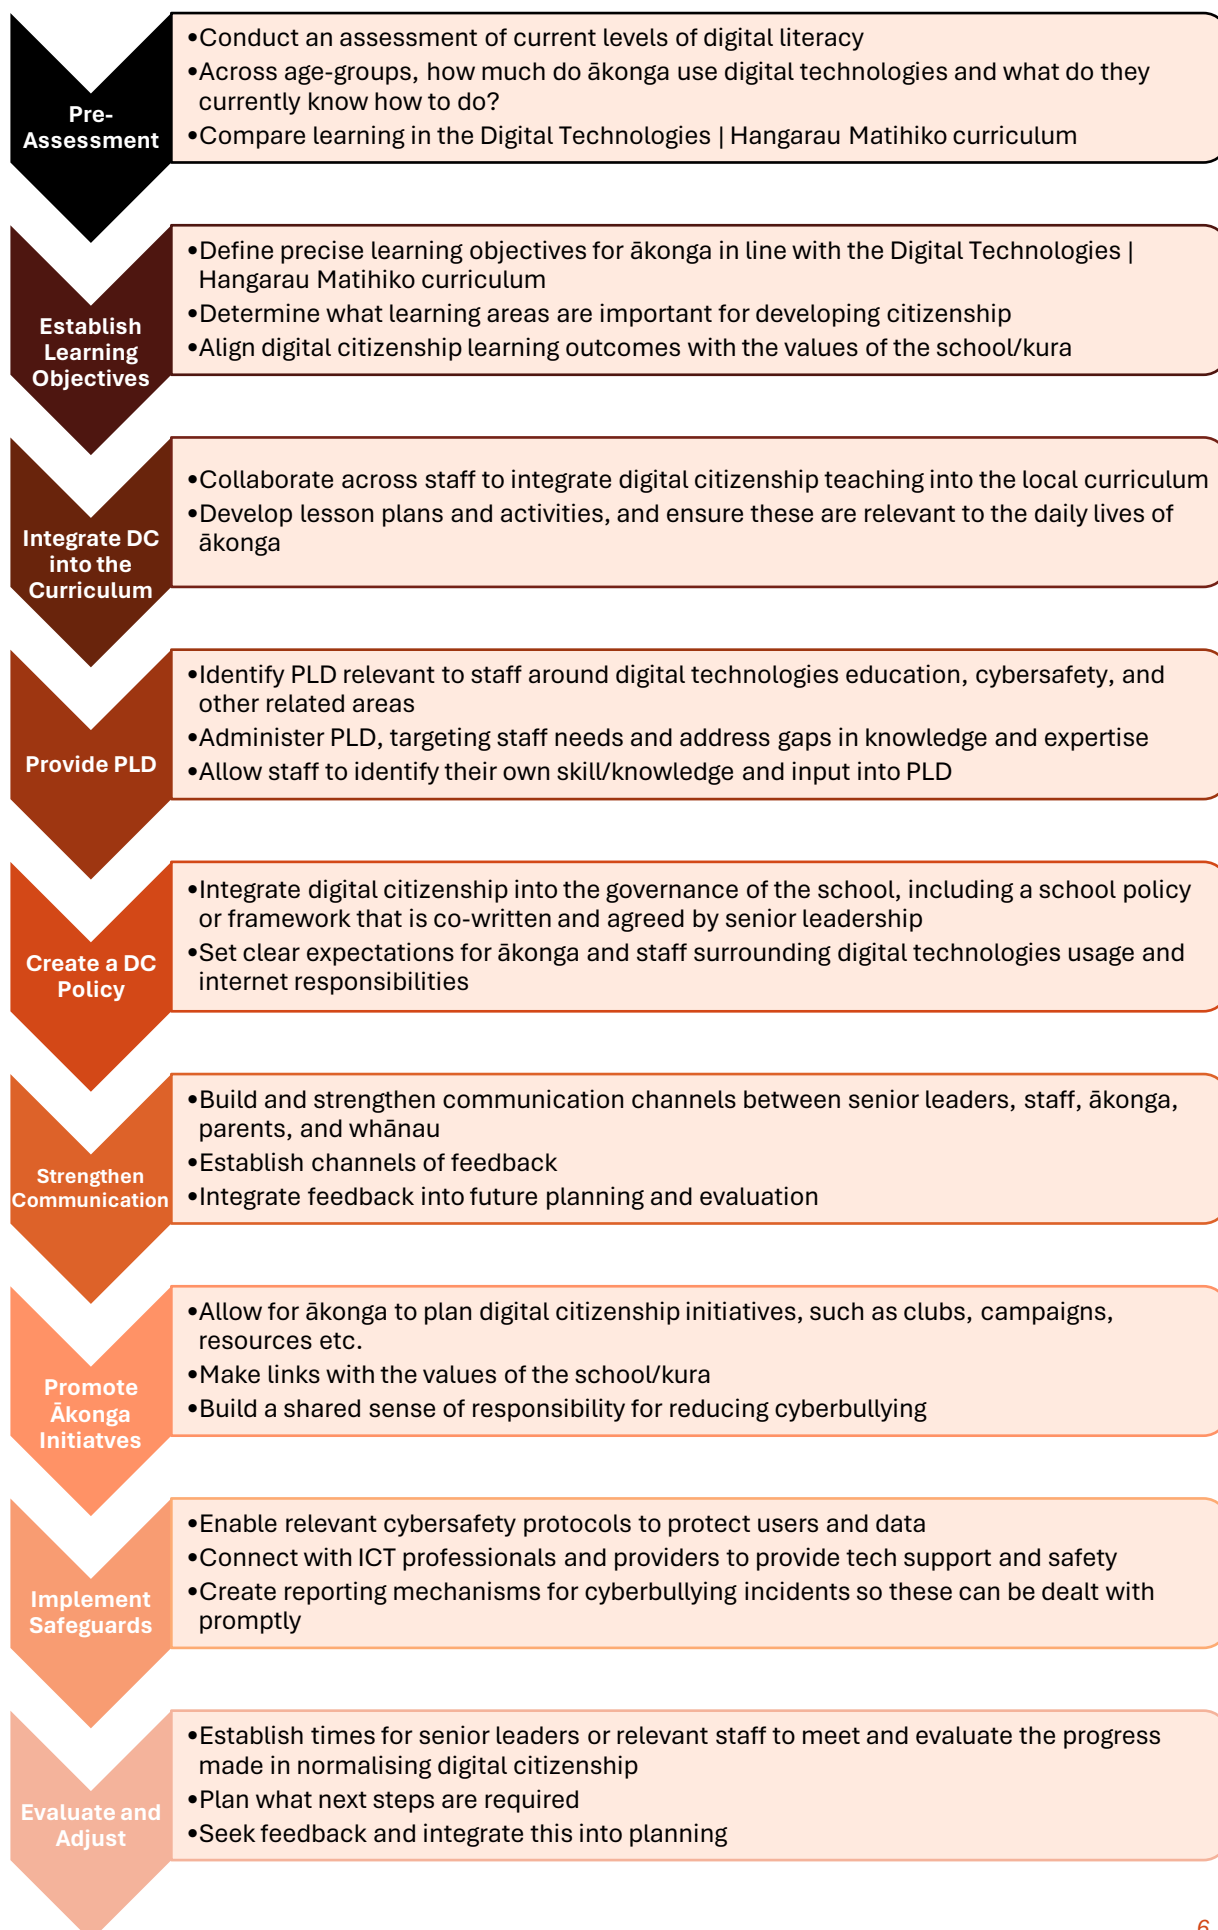 Pre-
Assessment
•Conduct an assessment of current levels of digital literacy
•Across age-groups, how much do ākonga use digital technologies and what do they
currently know how to do?
•Compare learning in the Digital Technologies | Hangarau Matihiko curriculum
Establish
Learning
Objectives
•Define precise learning objectives for ākonga in line with the Digital Technologies |
Hangarau Matihiko curriculum
•Determine what learning areas are important for developing citizenship
•Align digital citizenship learning outcomes with the values of the school/kura
Integrate DC
into the
Curriculum
•Collaborate across staff to integrate digital citizenship teaching into the local curriculum
•Develop lesson plans and activities, and ensure these are relevant to the daily lives of
ākonga
Provide PLD
•Identify PLD relevant to staff around digital technologies education, cybersafety, and
other related areas
•Administer PLD, targeting staff needs and address gaps in knowledge and expertise
•Allow staff to identify their own skill/knowledge and input into PLD
Create a DC
Policy
•Integrate digital citizenship into the governance of the school, including a school policy
or framework that is co-written and agreed by senior leadership
•Set clear expectations for ākonga and staff surrounding digital technologies usage and
internet responsibilities
Strengthen
Communication
•Build and strengthen communication channels between senior leaders, staff, ākonga,
parents, and whānau
•Establish channels of feedback
•Integrate feedback into future planning and evaluation
Promote
Ākonga
Initiatves
•Allow for ākonga to plan digital citizenship initiatives, such as clubs, campaigns,
resources etc.
•Make links with the values of the school/kura
•Build a shared sense of responsibility for reducing cyberbullying
Implement
Safeguards
•Enable relevant cybersafety protocols to protect users and data
•Connect with ICT professionals and providers to provide tech support and safety
•Create reporting mechanisms for cyberbullying incidents so these can be dealt with
promptly
Evaluate and
Adjust
•Establish times for senior leaders or relevant staff to meet and evaluate the progress
made in normalising digital citizenship
•Plan what next steps are required
•Seek feedback and integrate this into planning
6